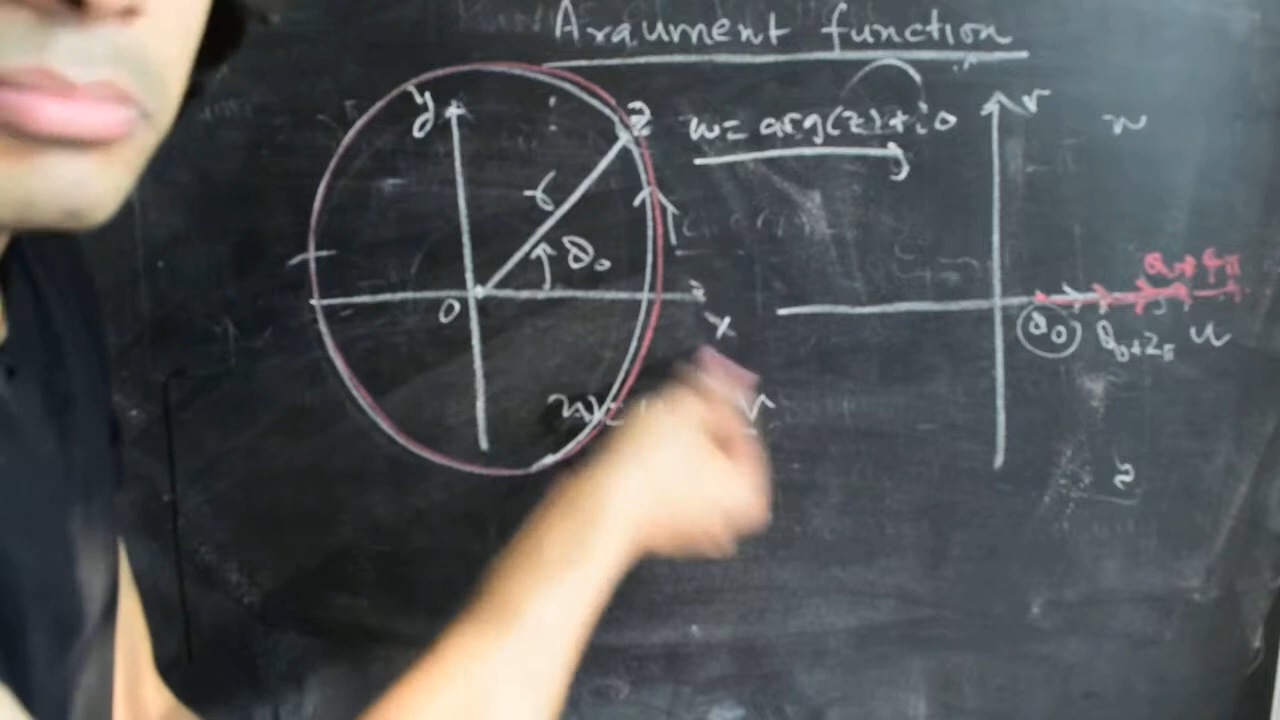 Argument function
y
z
w = arg(z) + i0
v
w
r
θ₀
0
x
θ₀+4π
θ₀
θ₀+2π
u